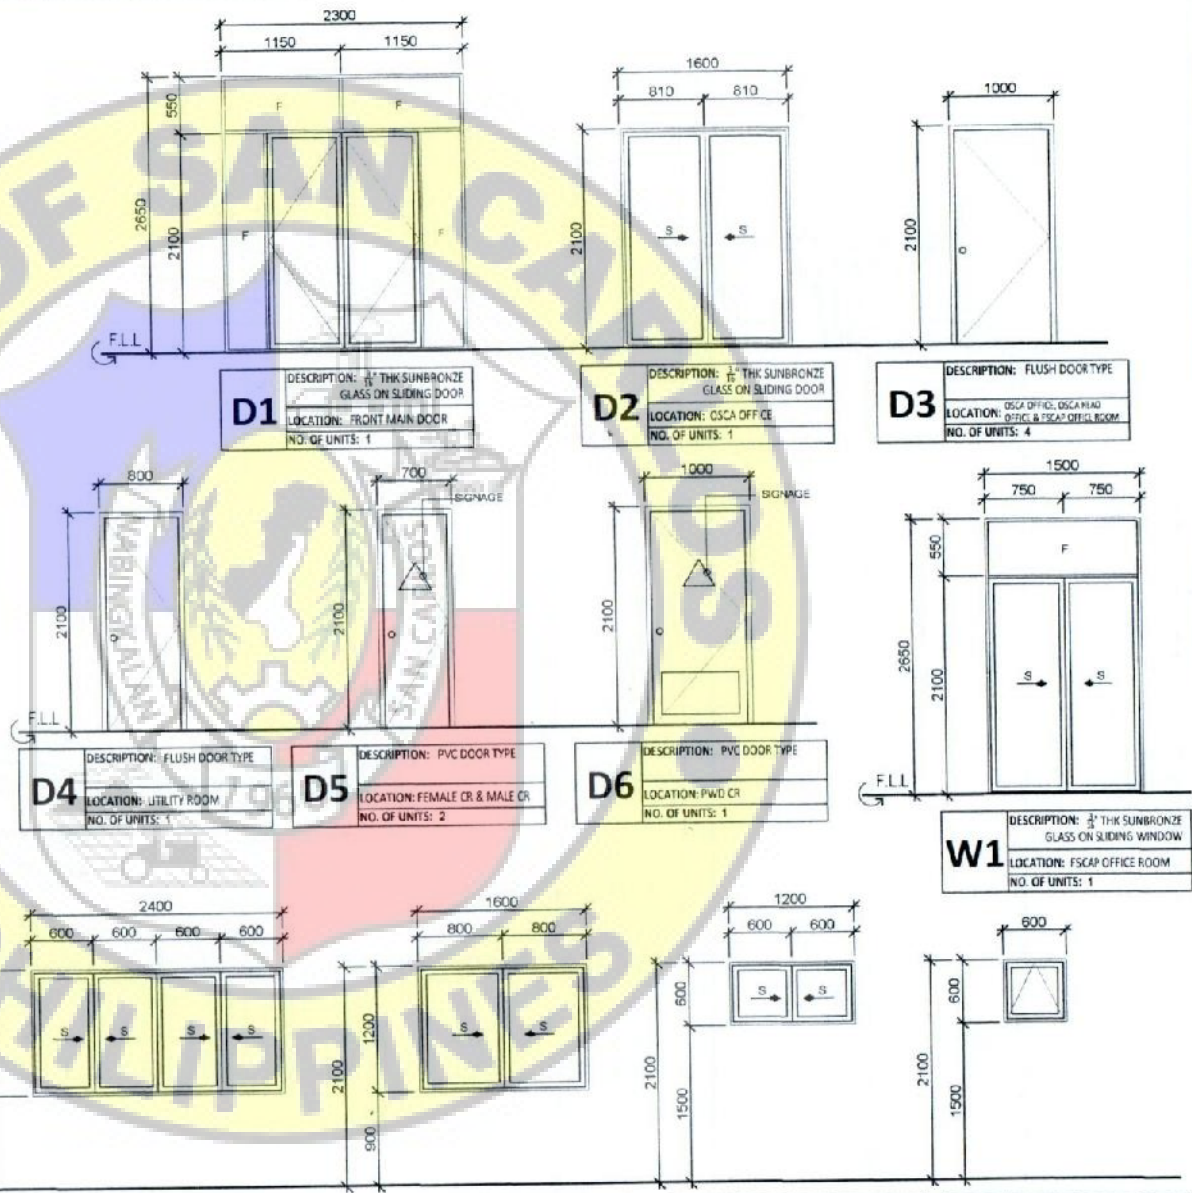 2300
1150 1150
550
2650
2100
F F
F F
F.L.L
1600
810 810
2100
S S
1000
2100
D1
DESCRIPTION: 3/16" THK SUNBRONZE
GLASS ON SLIDING DOOR
LOCATION: FRONT MAIN DOOR
NO. OF UNITS: 1
D2
DESCRIPTION: 3/16" THK SUNBRONZE
GLASS ON SLIDING DOOR
LOCATION: OSCA OFFICE
NO. OF UNITS: 1
D3
DESCRIPTION: FLUSH DOOR TYPE
LOCATION: OSCA OFFICE, OSCA HEAD
OFFICE & FSCAP OFFICE ROOM
NO. OF UNITS: 4
800
2100
F.L.L
700
SIGNAGE
2100
1000
SIGNAGE
2100
1500
750 750
550
2650
2100
F
S S
F.L.L
D4
DESCRIPTION: FLUSH DOOR TYPE
LOCATION: UTILITY ROOM
NO. OF UNITS: 1
D5
DESCRIPTION: PVC DOOR TYPE
LOCATION: FEMALE CR & MALE CR
NO. OF UNITS: 2
D6
DESCRIPTION: PVC DOOR TYPE
LOCATION: PWD CR
NO. OF UNITS: 1
W1
DESCRIPTION: 3/16" THK SUNBRONZE
GLASS ON SLIDING WINDOW
LOCATION: FSCAP OFFICE ROOM
NO. OF UNITS: 1
2400
600 600 600 600
S S S S
1600
800 800
1200
2100
900
S S
1200
600 600
600
2100
1500
S S
600
600
2100
1500
OF SAN CARLOS
PHILIPPINES
NABINGKALAN
SAN CARLOS